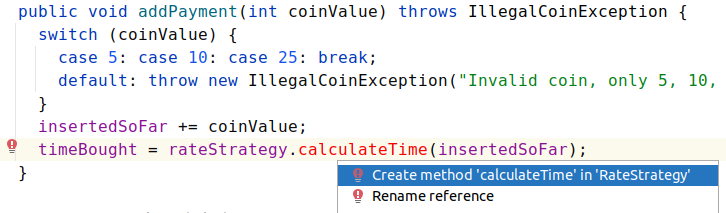 public void addPayment(int coinValue) throws IllegalCoinException {
switch (coinValue) {
case 5: case 10: case 25: break;
default: throw new IllegalCoinException("Invalid coin, only 5, 10,
}
insertedSoFar += coinValue;
timeBought = rateStrategy.calculateTime(insertedSoFar);
}
Create method 'calculateTime' in 'RateStrategy'
Rename reference